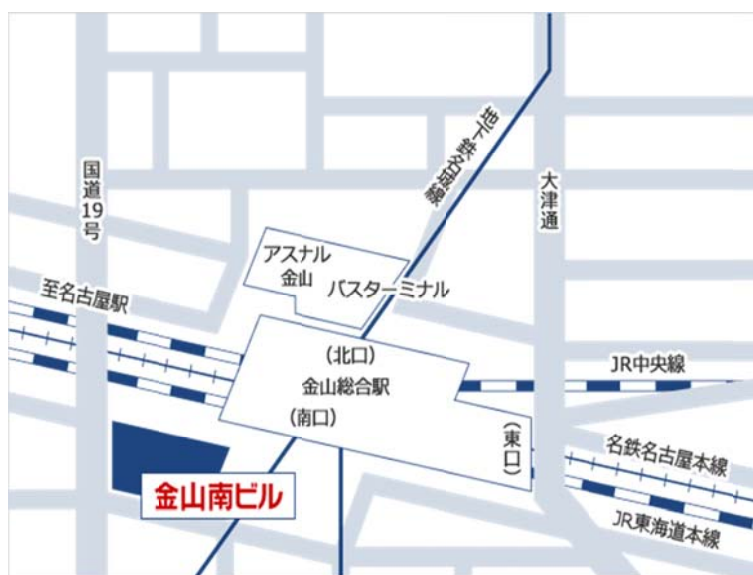 地下鉄名城線
国道19号
大津通
アスナル
金山
バスターミナル
至名古屋駅
(北口)
金山総合駅
(南口)
JR中央線
(東口)
名鉄名古屋本線
金山南ビル
JR東海道本線